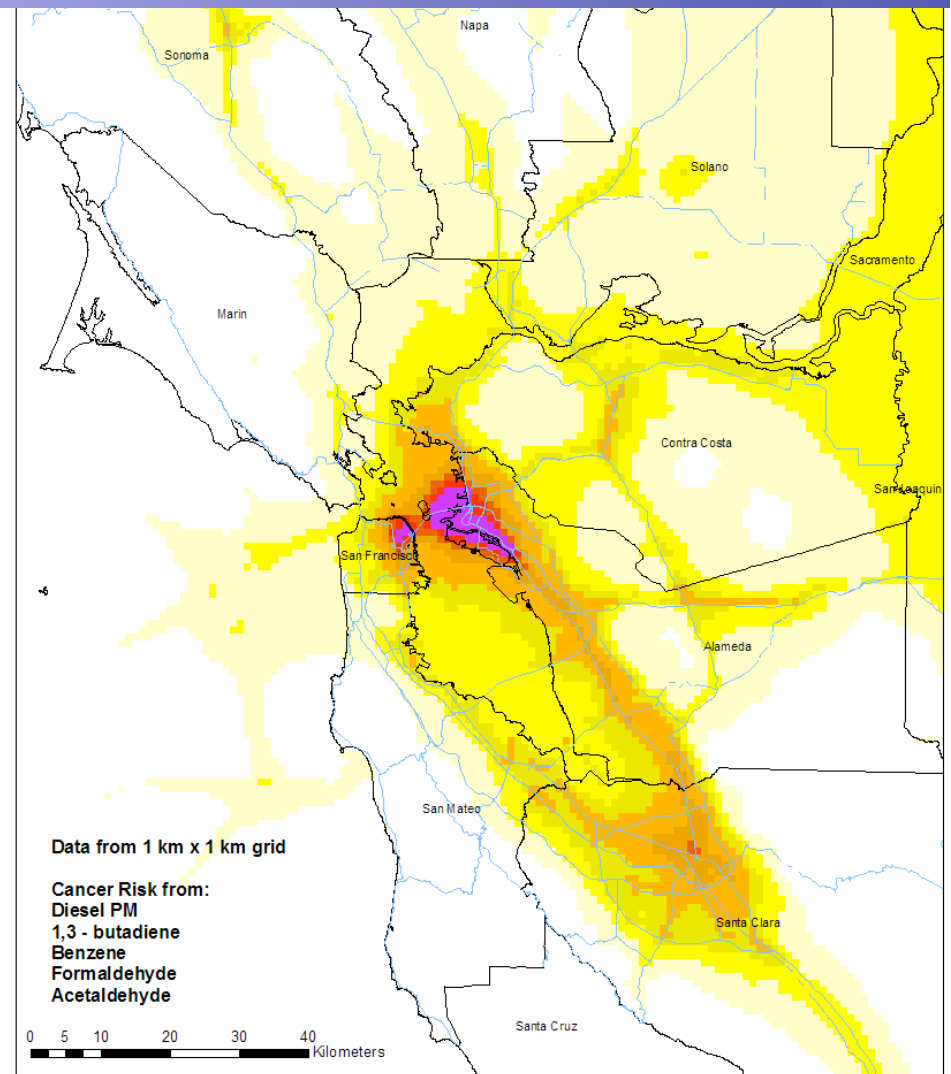 Napa
Sonoma
Solano
Sacramento
Marin
Contra Costa
San Joaquin
San Francisco
Alameda
San Mateo
Data from 1 km x 1 km grid
Cancer Risk from:
Diesel PM
1,3 - butadiene
Benzene
Formaldehyde
Acetaldehyde
Santa Clara
Santa Cruz
0 5 10 20 30 40
Kilometers